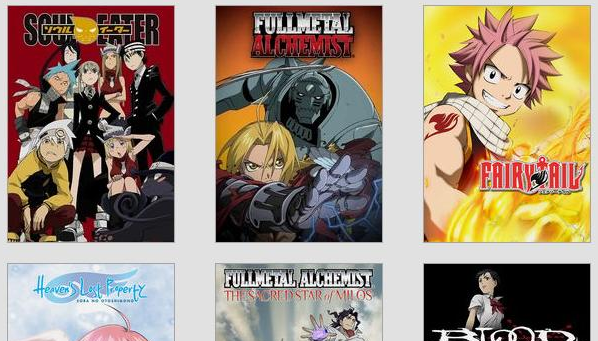 SOUL EATER
ソウルイーター
FULLMETAL
ALCHEMIST
FAIRY TAIL
Heaven's Lost Property
SORA NO OTOSHIMONO
FULLMETAL ALCHEMIST
THE SACRED STAR of MILOS
BLOOD